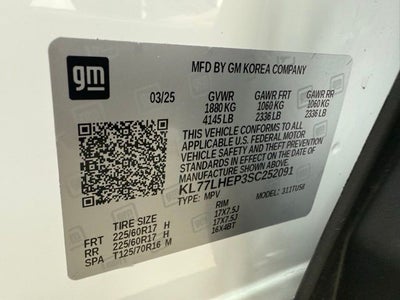 gm
MFD BY GM KOREA COMPANY
03/25 GVWR GAWR FRT GAWR RR
1880 KG 1060 KG 1060 KG
4145 LB 2336 LB 2336 LB
THIS VEHICLE CONFORMS TO ALL
APPLICABLE U.S. FEDERAL MOTOR
VEHICLE SAFETY AND THEFT PREVENTION
STANDARDS IN EFFECT ON THE DATE OF
MANUFACTURE SHOWN ABOVE.
KL77LHEP3SC252091
TYPE: MPV MODEL: 311TU58
TIRE SIZE RIM
FRT 225/60R17 H 17X7.5J
RR 225/60R17 H 17X7.5J
SPA T125/70R16 M 16X4BT